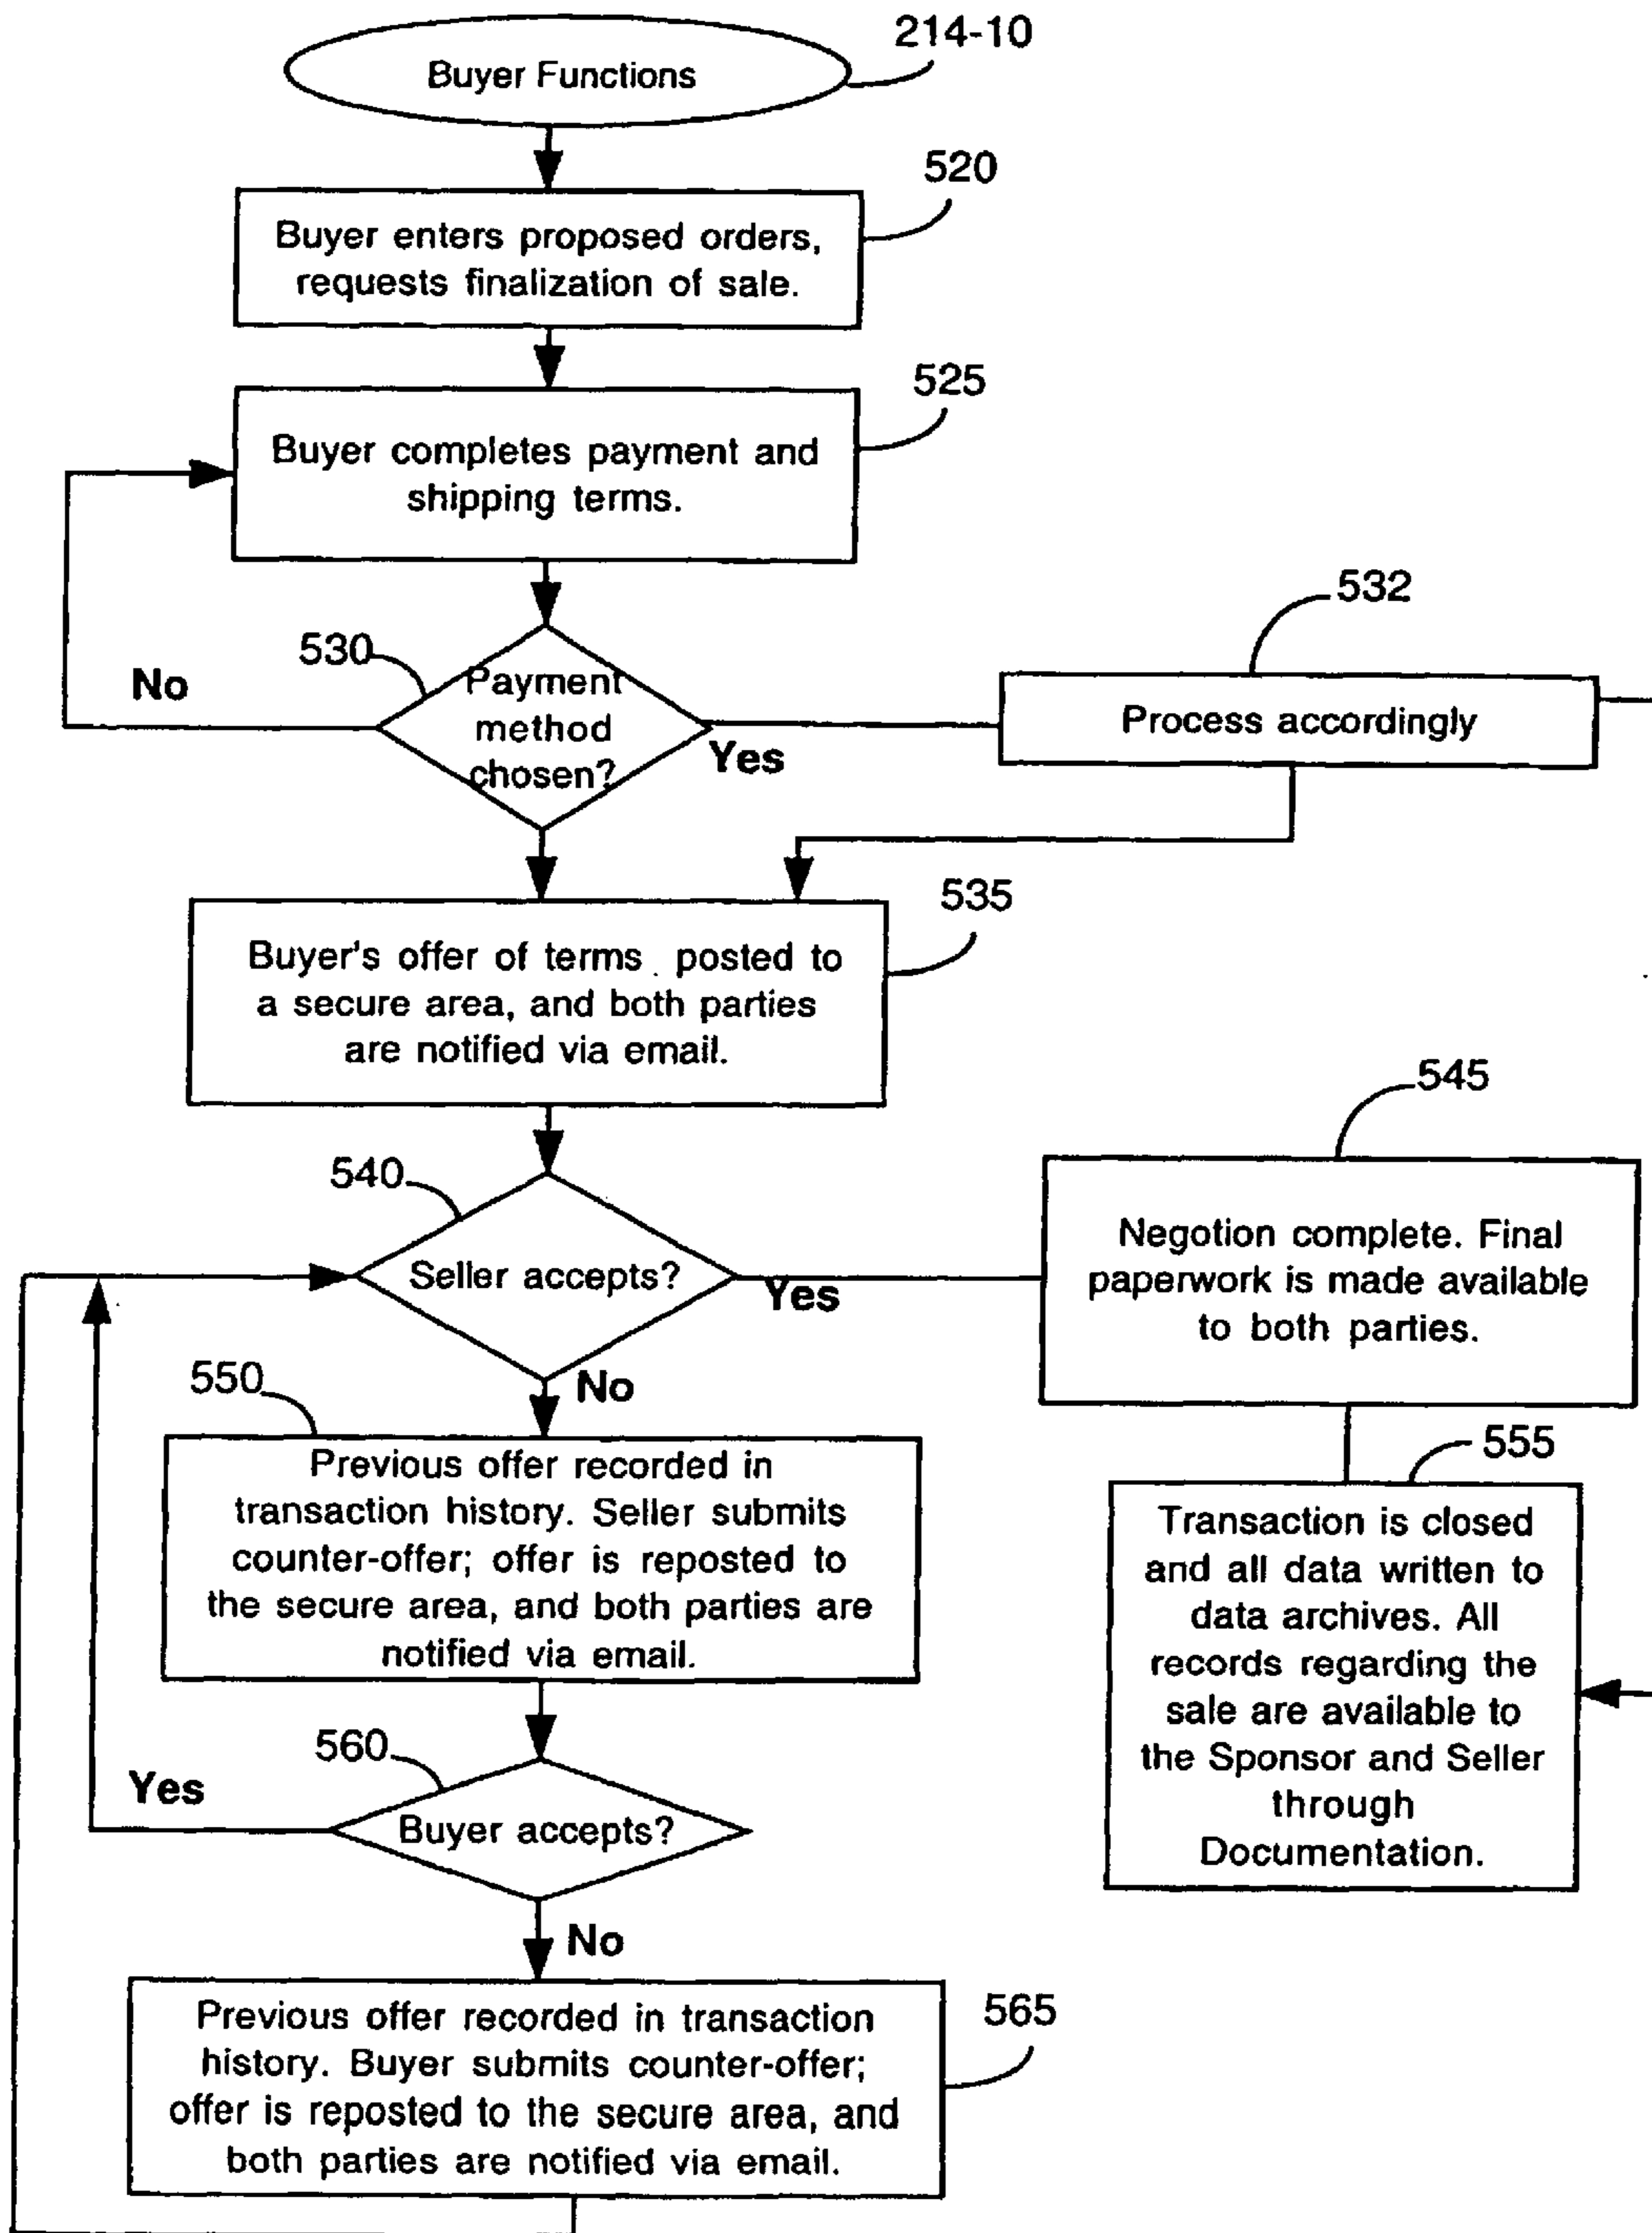 214-10
Buyer Functions
520
Buyer enters proposed orders,
requests finalization of sale.
525
Buyer completes payment and
shipping terms.
532
530
No
Payment
method
chosen?
Yes
Process accordingly
535
Buyer's offer of terms posted to
a secure area, and both parties
are notified via email.
545
540
Seller accepts?
Yes
Negotion complete. Final
paperwork is made available
to both parties.
No
550
Previous offer recorded in
transaction history. Seller submits
counter-offer; offer is reposted to
the secure area, and both parties are
notified via email.
555
Transaction is closed
and all data written to
data archives. All
records regarding the
sale are available to
the Sponsor and Seller
through
Documentation.
560
Yes
Buyer accepts?
No
565
Previous offer recorded in transaction
history. Buyer submits counter-offer;
offer is reposted to the secure area, and
both parties are notified via email.